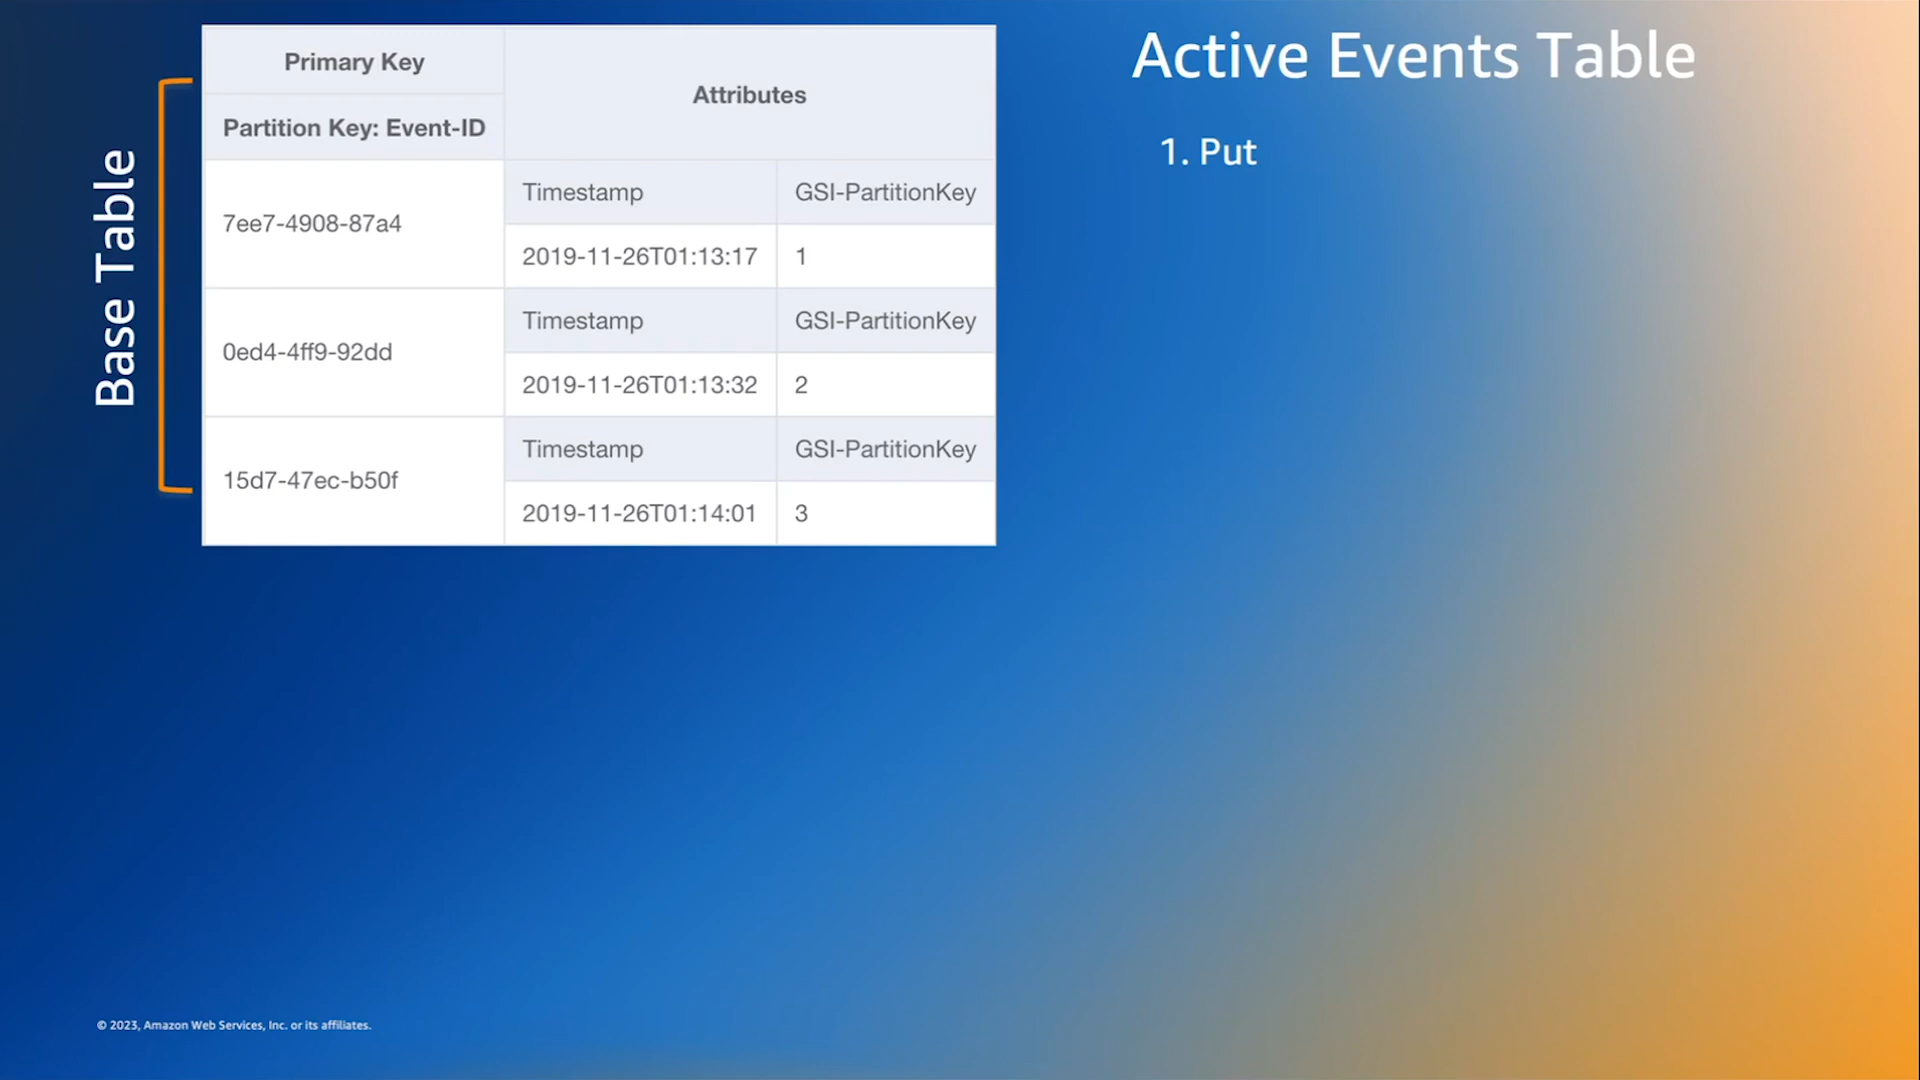 Active Events Table
1. Put
Base Table
Primary Key
Attributes
Partition Key: Event-ID
7ee7-4908-87a4
Timestamp
GSI-PartitionKey
2019-11-26T01:13:17
1
0ed4-4ff9-92dd
Timestamp
GSI-PartitionKey
2019-11-26T01:13:32
2
15d7-47ec-b50f
Timestamp
GSI-PartitionKey
2019-11-26T01:14:01
3
© 2023, Amazon Web Services, Inc. or its affiliates.